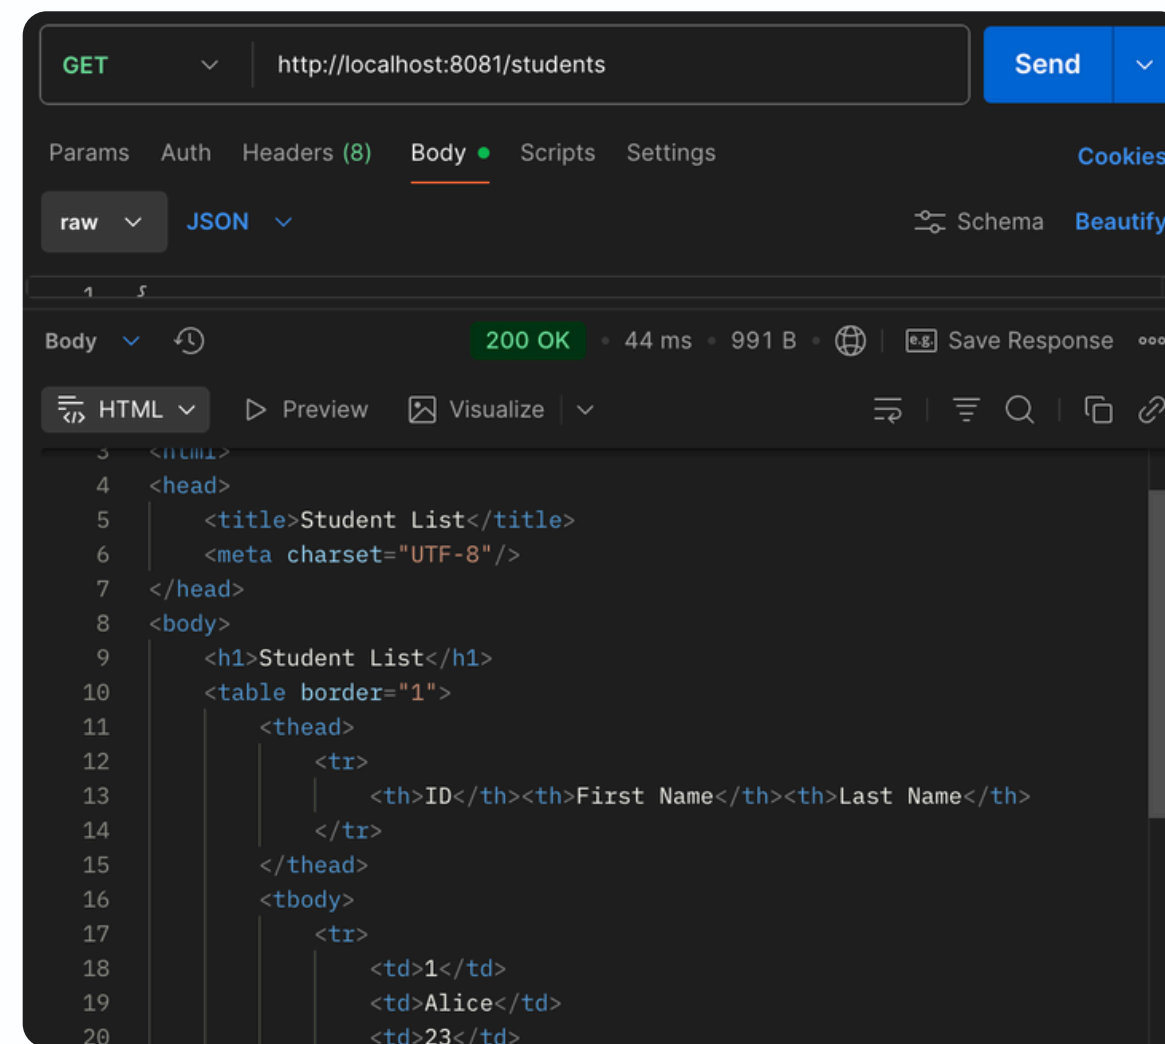 GET http://localhost:8081/students Send
Params Auth Headers (8) Body Scripts Settings Cookies
raw JSON Schema Beautify
1 {
Body 200 OK • 44 ms • 991 B • e.g. Save Response
HTML Preview Visualize
3 <html>
4 <head>
5 <title>Student List</title>
6 <meta charset="UTF-8"/>
7 </head>
8 <body>
9 <h1>Student List</h1>
10 <table border="1">
11 <thead>
12 <tr>
13 <th>ID</th><th>First Name</th><th>Last Name</th>
14 </tr>
15 </thead>
16 <tbody>
17 <tr>
18 <td>1</td>
19 <td>Alice</td>
20 <td>23</td>